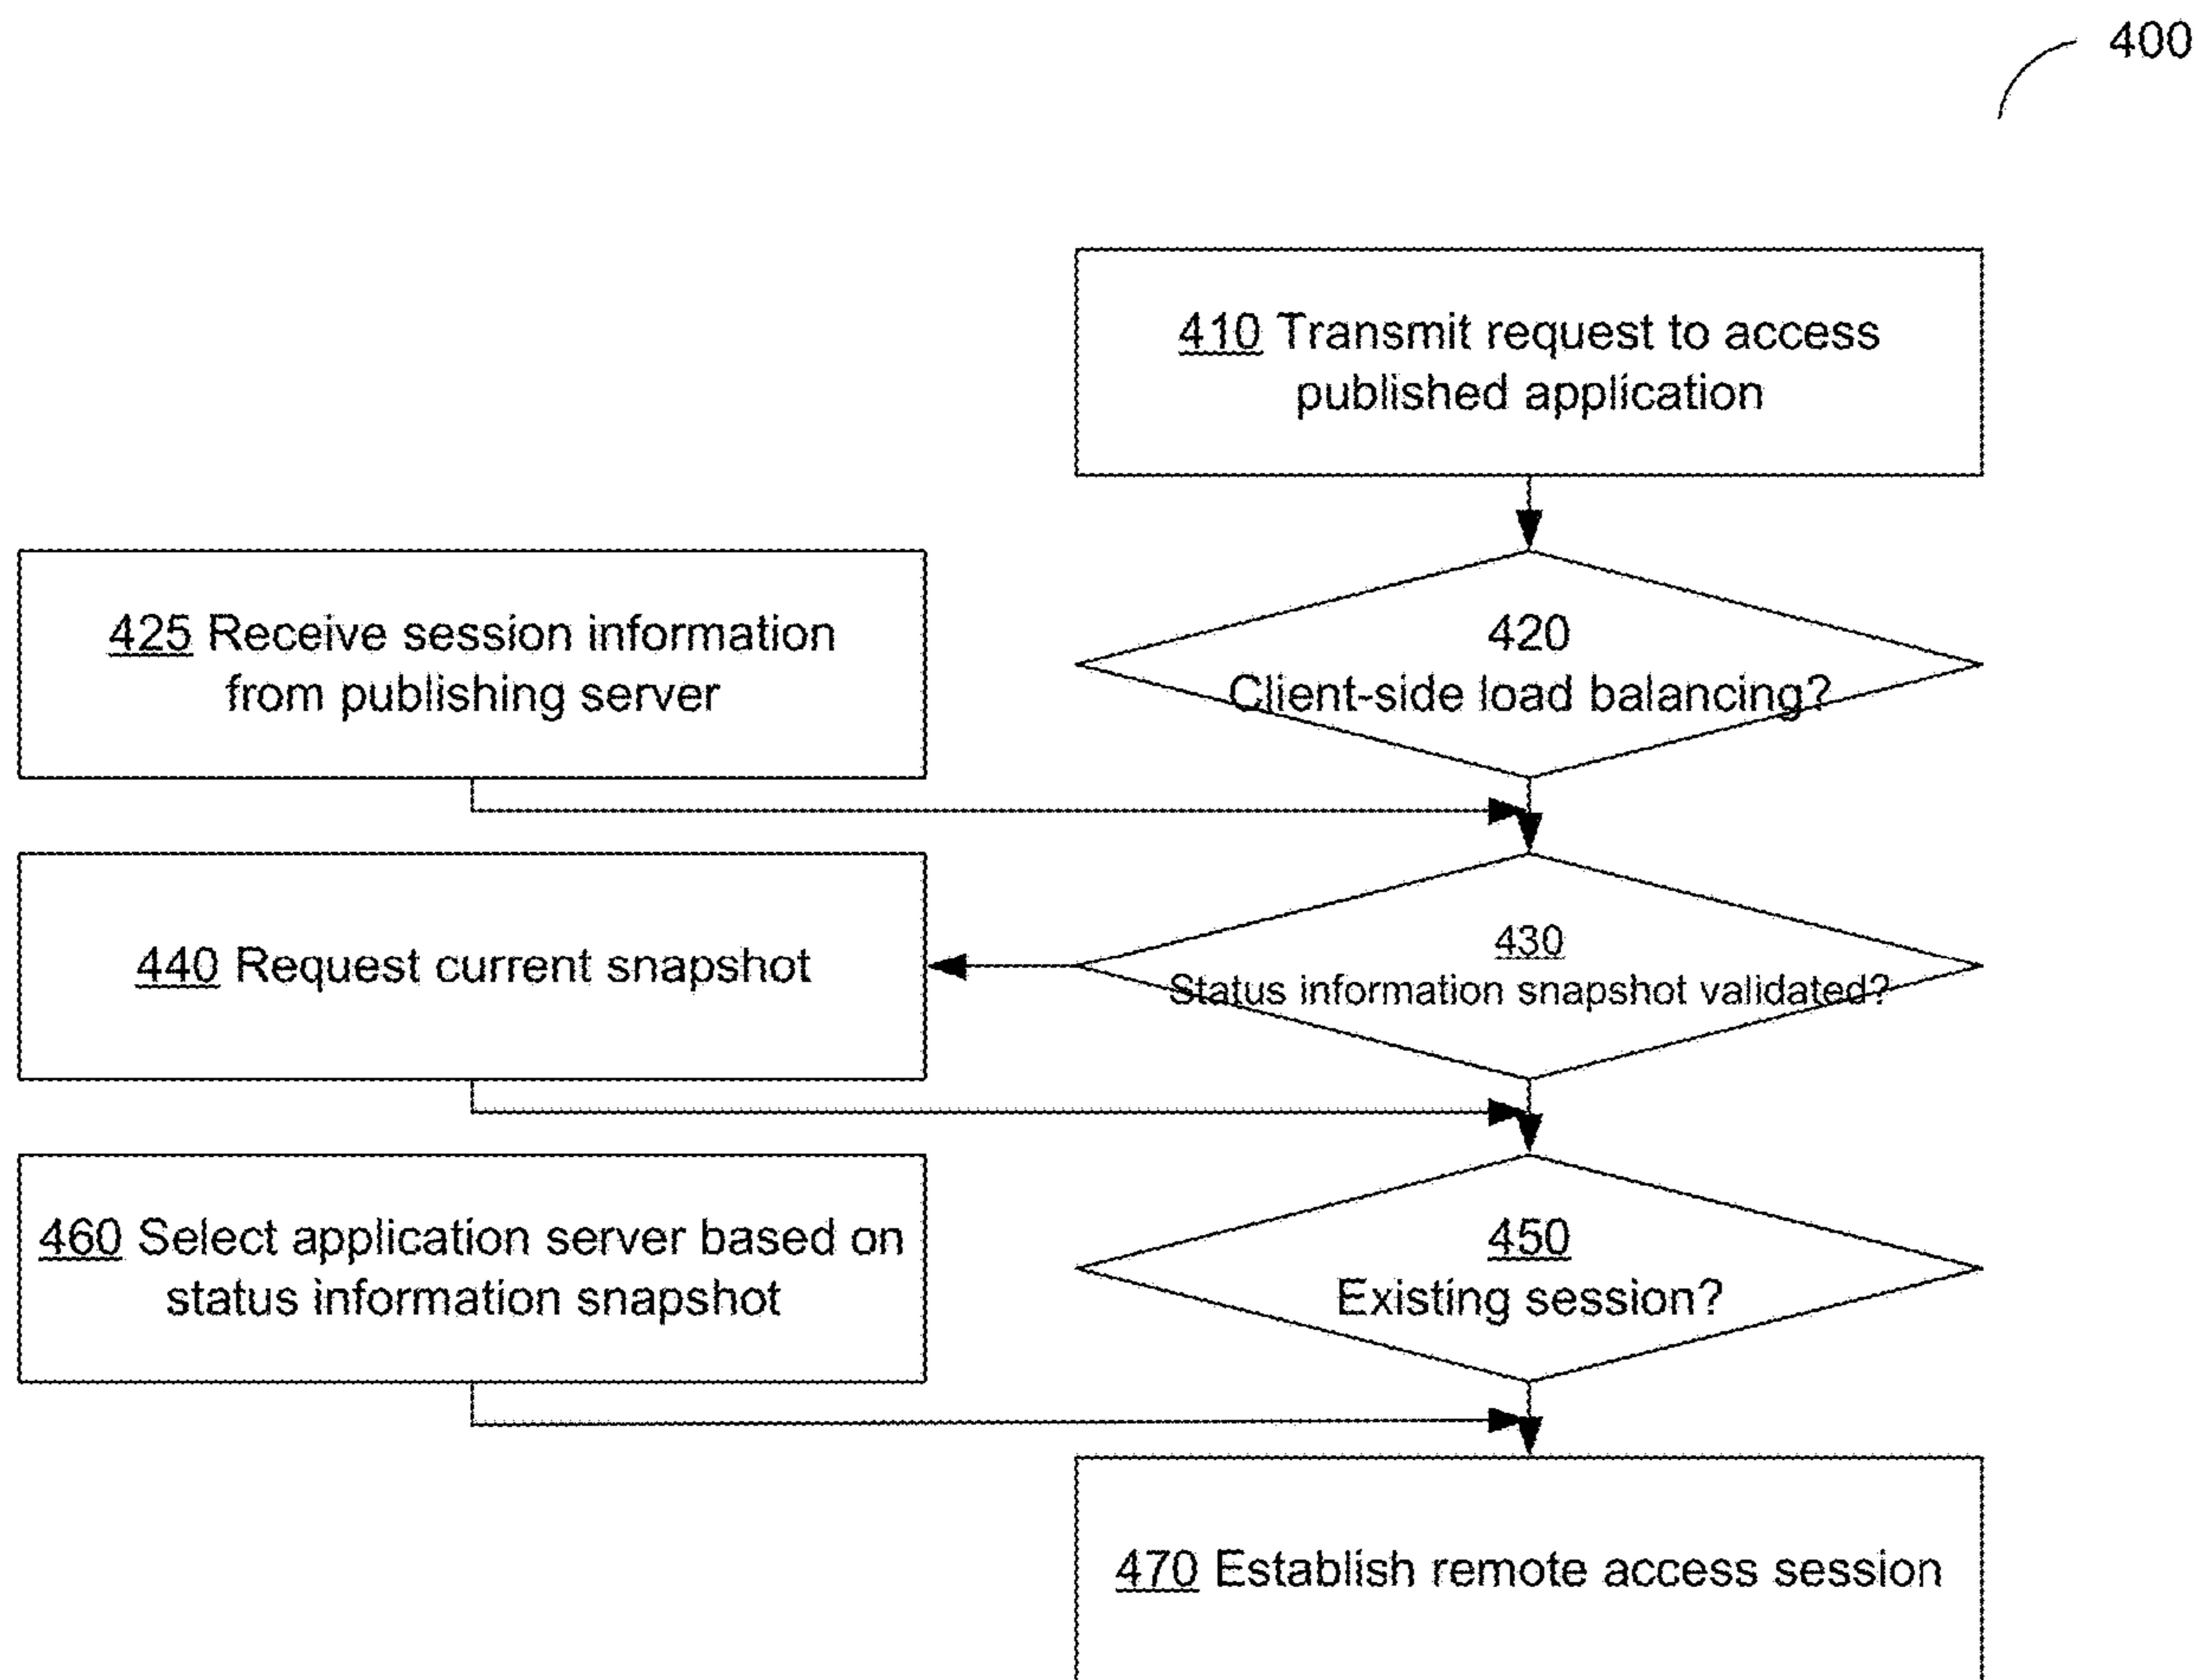 400
410 Transmit request to access
published application
425 Receive session information
from publishing server
420
Client-side load balancing?
440 Request current snapshot
430
Status information snapshot validated?
460 Select application server based on
status information snapshot
450
Existing session?
470 Establish remote access session